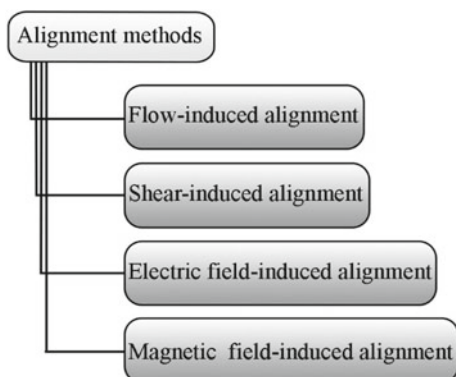 Alignment methods
Flow-induced alignment
Shear-induced alignment
Electric field-induced alignment
Magnetic field-induced alignment